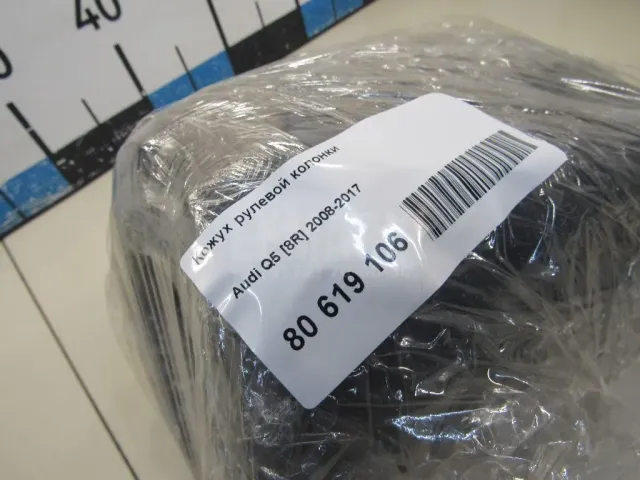 40
Кожух рулевой колонки
Audi Q5 [8R] 2008-2017
80 619 106